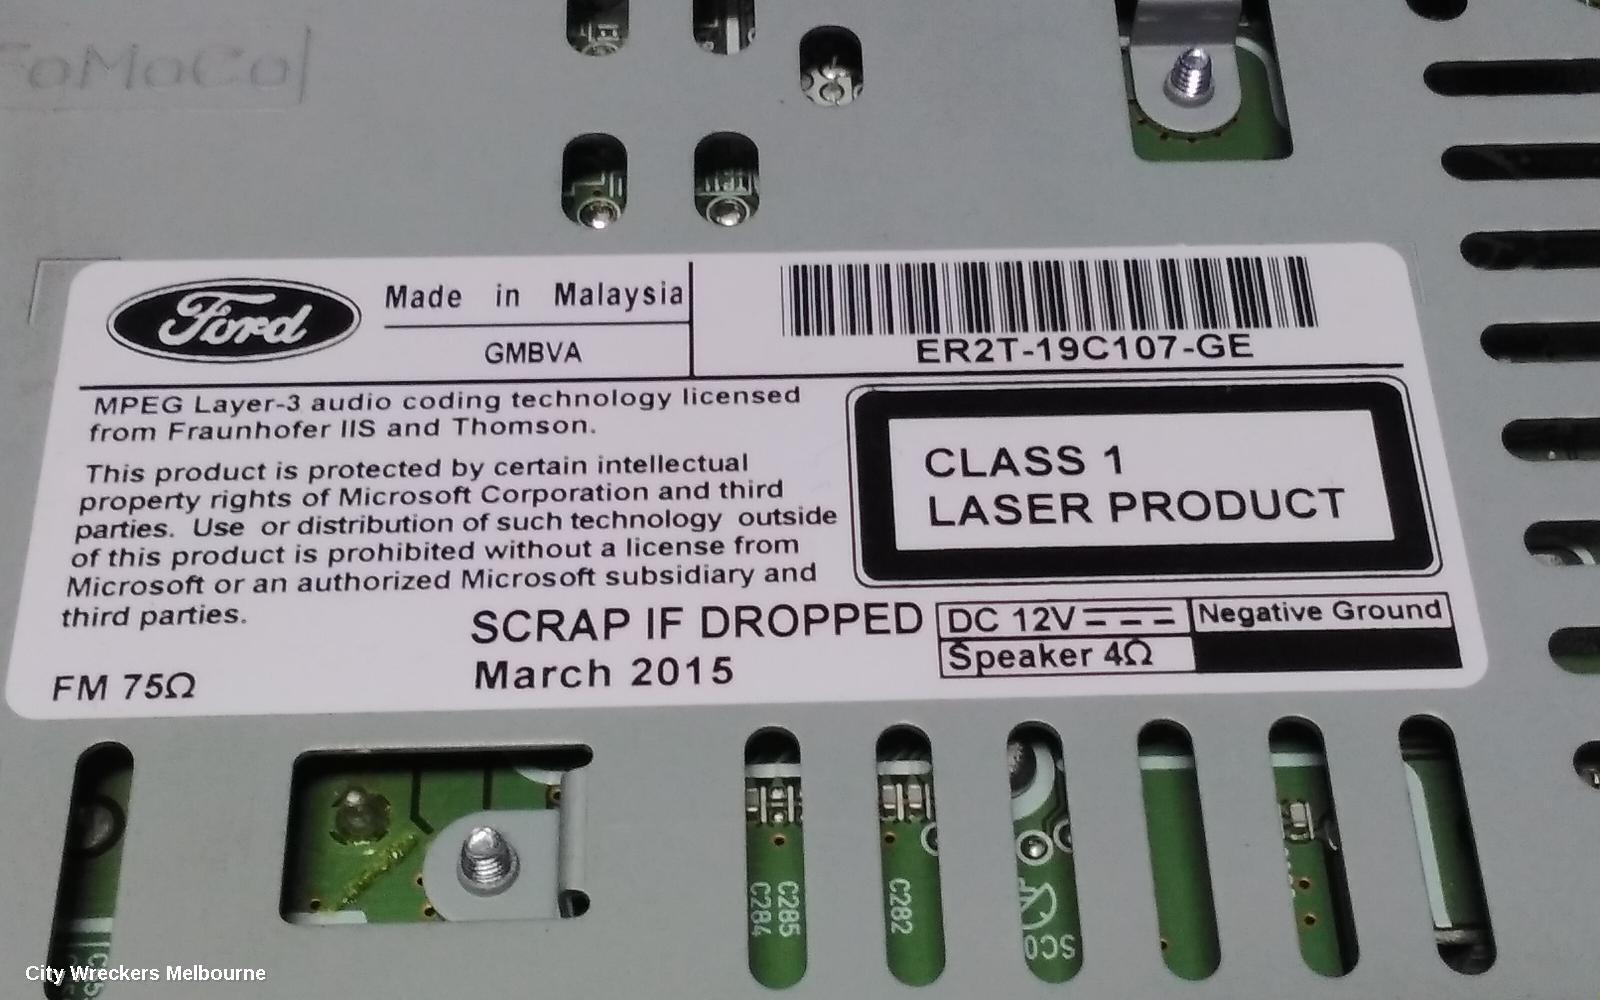 FoMoCo
Ford
Made in Malaysia
GMBVA
ER2T-19C107-GE
MPEG Layer-3 audio coding technology licensed
from Fraunhofer IIS and Thomson.
This product is protected by certain intellectual
property rights of Microsoft Corporation and third
parties. Use or distribution of such technology outside
of this product is prohibited without a license from
Microsoft or an authorized Microsoft subsidiary and
third parties.
CLASS 1
LASER PRODUCT
SCRAP IF DROPPED
March 2015
DC 12V
Negative Ground
Speaker 4Ω
FM 75Ω
C285
C284
C282
City Wreckers Melbourne